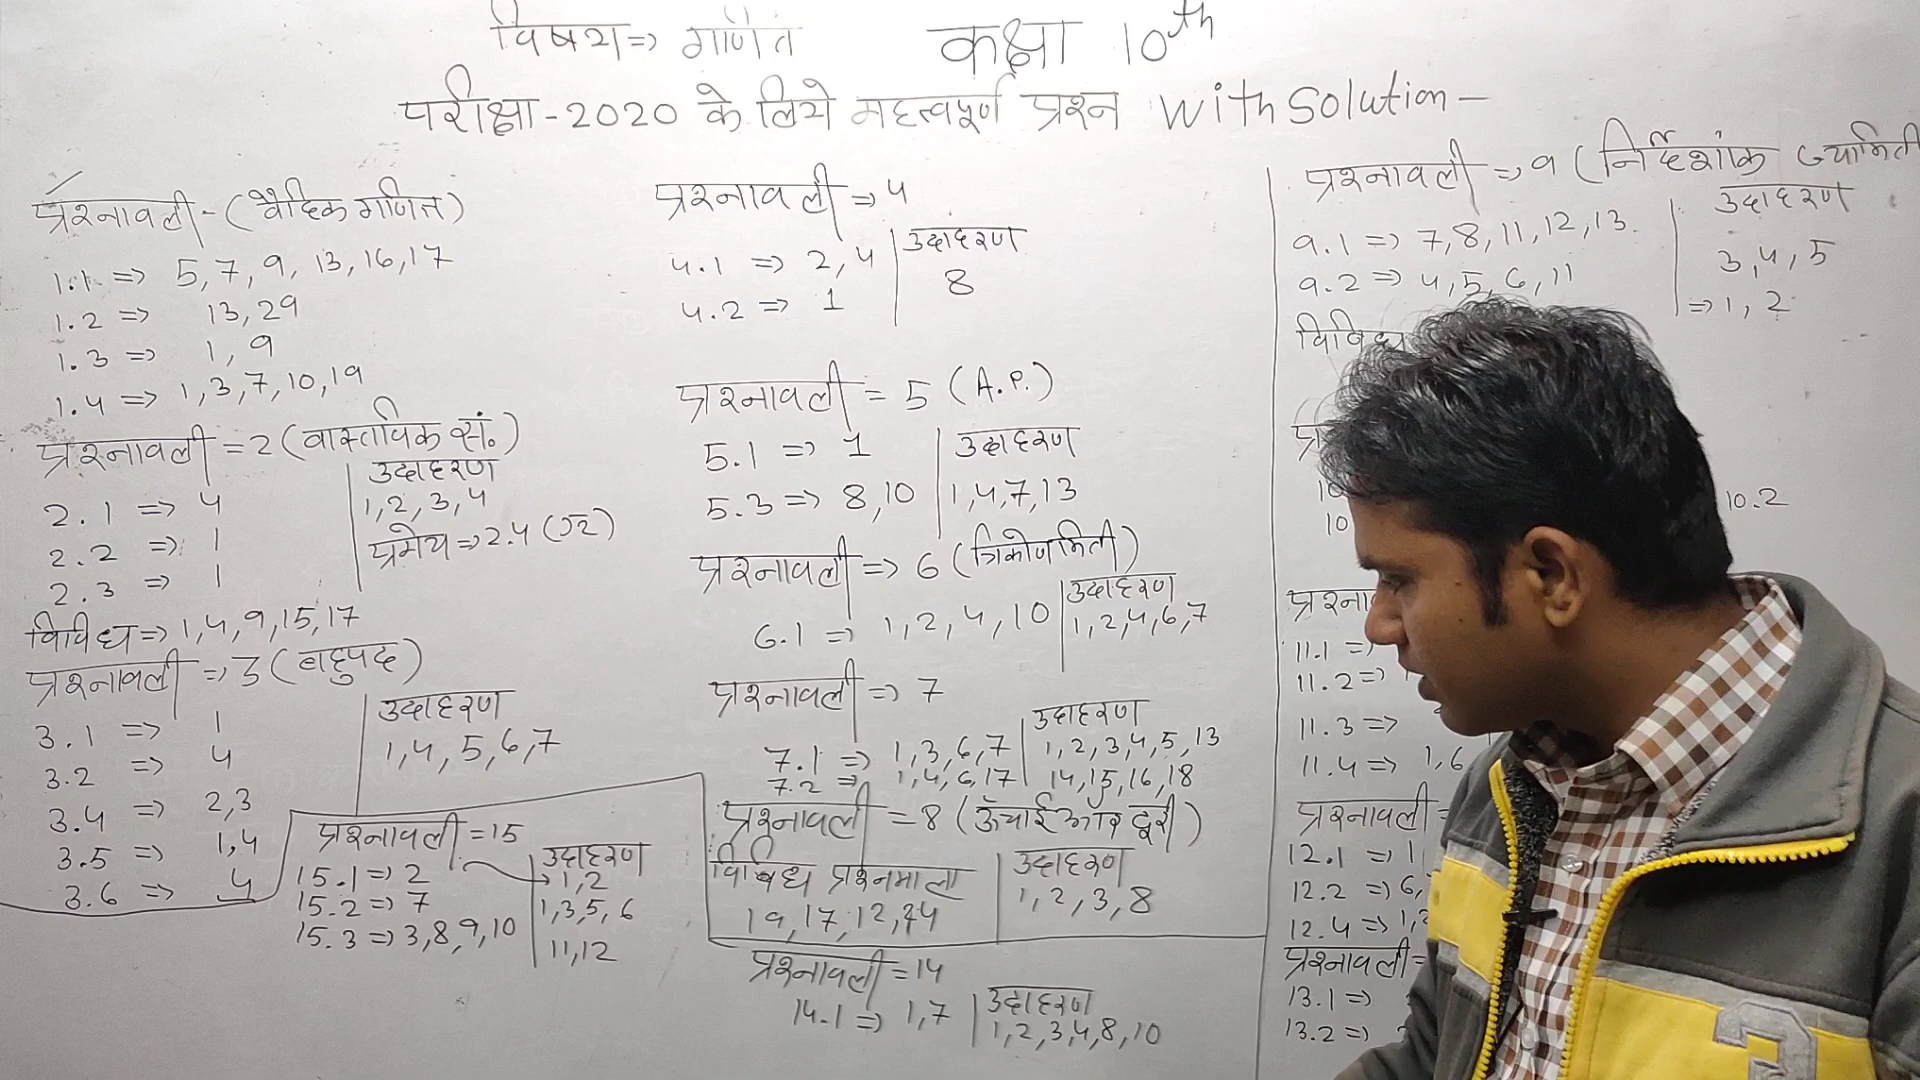 विषय => गणित कक्षा 10th
परीक्षा-2020 के लिये महत्वपूर्ण प्रश्न With Solution -
प्रश्नावली - (वैदिक गणित)
1.1 => 5, 7, 9, 13, 16, 17
1.2 => 13, 29
1.3 => 1, 9
1.4 => 1, 3, 7, 10, 19
प्रश्नावली = 2 (वास्तविक सं.)
उदाहरण
2.1 => 4
1, 2, 3, 4
2.2 => 1
प्रमेय => 2.4 (√2)
2.3 => 1
विविध => 1, 4, 9, 15, 17
प्रश्नावली => 3 (बहुपद)
उदाहरण
3.1 => 1
1, 4, 5, 6, 7
3.2 => 4
3.4 => 2, 3
3.5 => 1, 4
3.6 => 4
प्रश्नावली = 15
उदाहरण
15.1 => 2
1, 2
15.2 => 7
1, 3, 5, 6
15.3 => 3, 8, 9, 10
11, 12
प्रश्नावली => 4
उदाहरण
4.1 => 2, 4
8
4.2 => 1
प्रश्नावली = 5 (A.P.)
उदाहरण
5.1 => 1
5.3 => 8, 10
1, 4, 7, 13
प्रश्नावली => 6 (त्रिकोणमिती)
उदाहरण
6.1 => 1, 2, 4, 10
1, 2, 4, 6, 7
प्रश्नावली => 7
उदाहरण
7.1 => 1, 3, 6, 7
1, 2, 3, 4, 5, 13
7.2 => 1, 4, 6, 17
14, 15, 16, 18
प्रश्नावली = 8 (ऊँचाई और दूरी)
विविध प्रश्नमाला
उदाहरण
19, 17, 12, 24
1, 2, 3, 8
प्रश्नावली = 14
उदाहरण
14.1 => 1, 7
1, 2, 3, 4, 8, 10
प्रश्नावली => 9 (निर्देशांक ज्यामिती
उदाहरण
9.1 => 7, 8, 11, 12, 13
3, 4, 5
9.2 => 4, 5, 6, 11
=> 1, 2
विविध
10.2
11.1 =>
11.2 =>
11.3 =>
11.4 => 1, 6
प्रश्नावली =
12.1 => 1
12.2 => 6,
12.4 => 1, 2
प्रश्नावली =
13.1 =>
13.2 =>